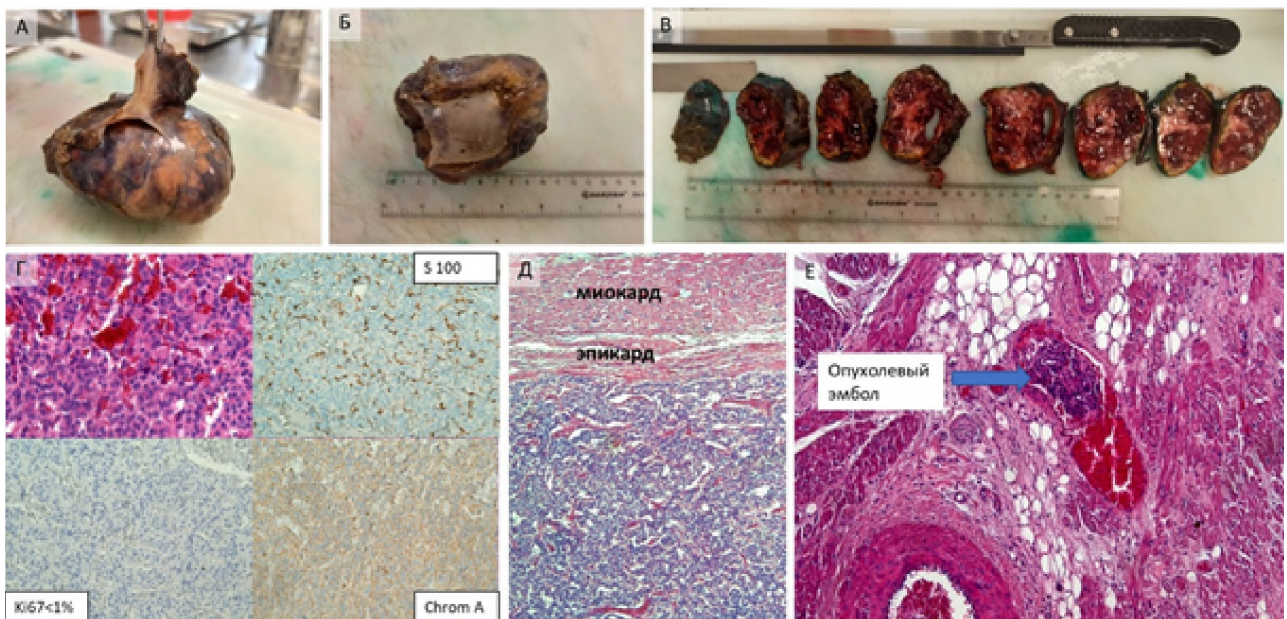 А
Б
В
Г
S 100
Ki67<1%
Chrom A
Д
миокард
эпикард
Е
Опухолевый
эмбол